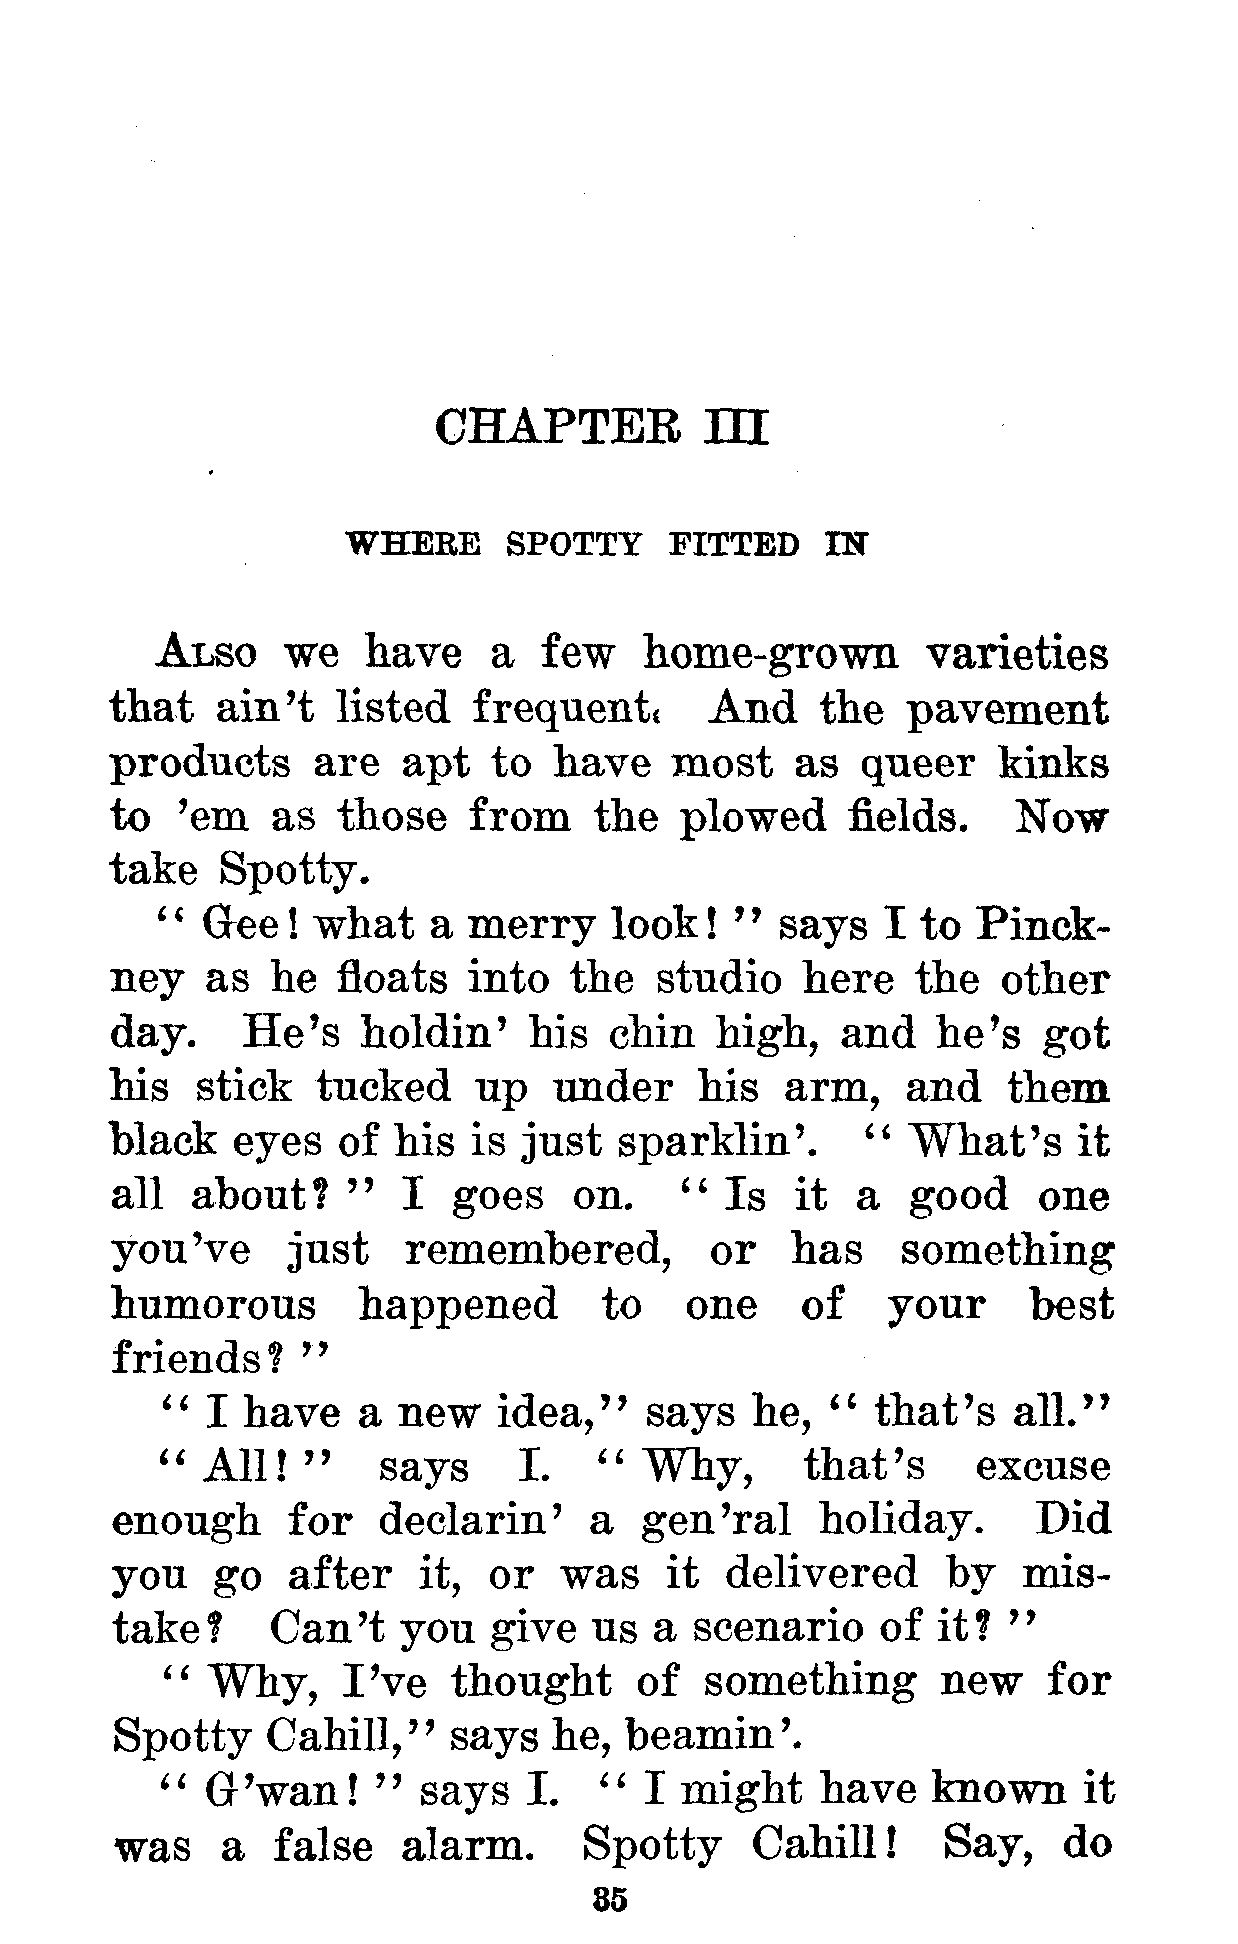 CHAPTER III
WHERE SPOTTY FITTED IN
Also we have a few home-grown varieties
that ain't listed frequent. And the pavement
products are apt to have most as queer kinks
to 'em as those from the plowed fields. Now
take Spotty.
"Gee! what a merry look!" says I to Pinck-
ney as he floats into the studio here the other
day. He's holdin' his chin high, and he's got
his stick tucked up under his arm, and them
black eyes of his is just sparklin'. "What's it
all about?" I goes on. "Is it a good one
you've just remembered, or has something
humorous happened to one of your best
friends?"
"I have a new idea," says he, "that's all."
"All!" says I. "Why, that's excuse
enough for declarin' a gen'ral holiday. Did
you go after it, or was it delivered by mis-
take? Can't you give us a scenario of it?"
"Why, I've thought of something new for
Spotty Cahill," says he, beamin'.
"G'wan!" says I. "I might have known it
was a false alarm. Spotty Cahill! Say, do
35